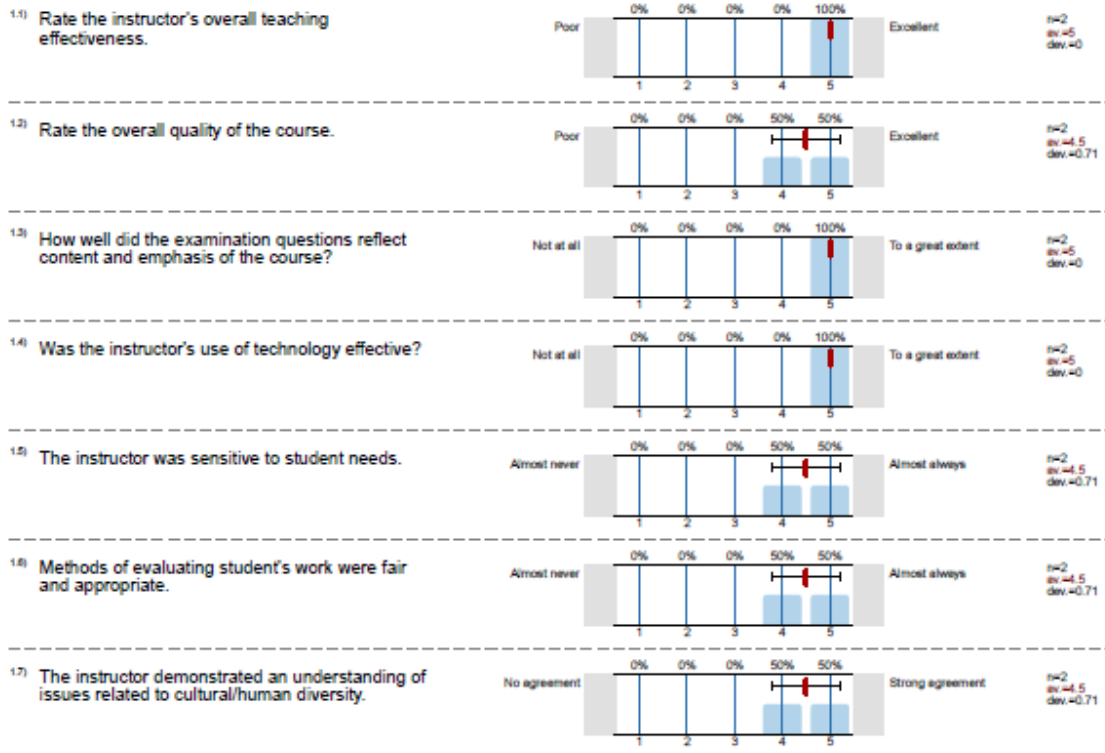 0% 0% 0% 0% 100%
1.1) Rate the instructor's overall teaching
effectiveness.
Poor
Excellent
n=2
av.=5
dev.=0
1 2 3 4 5
0% 0% 0% 50% 50%
1.2) Rate the overall quality of the course.
Poor
Excellent
n=2
av.=4.5
dev.=0.71
1 2 3 4 5
0% 0% 0% 0% 100%
1.3) How well did the examination questions reflect
content and emphasis of the course?
Not at all
To a great extent
n=2
av.=5
dev.=0
1 2 3 4 5
0% 0% 0% 0% 100%
1.4) Was the instructor's use of technology effective?
Not at all
To a great extent
n=2
av.=5
dev.=0
1 2 3 4 5
0% 0% 0% 50% 50%
1.5) The instructor was sensitive to student needs.
Almost never
Almost always
n=2
av.=4.5
dev.=0.71
1 2 3 4 5
0% 0% 0% 50% 50%
1.6) Methods of evaluating student's work were fair
and appropriate.
Almost never
Almost always
n=2
av.=4.5
dev.=0.71
1 2 3 4 5
0% 0% 0% 50% 50%
1.7) The instructor demonstrated an understanding of
issues related to cultural/human diversity.
No agreement
Strong agreement
n=2
av.=4.5
dev.=0.71
1 2 3 4 5